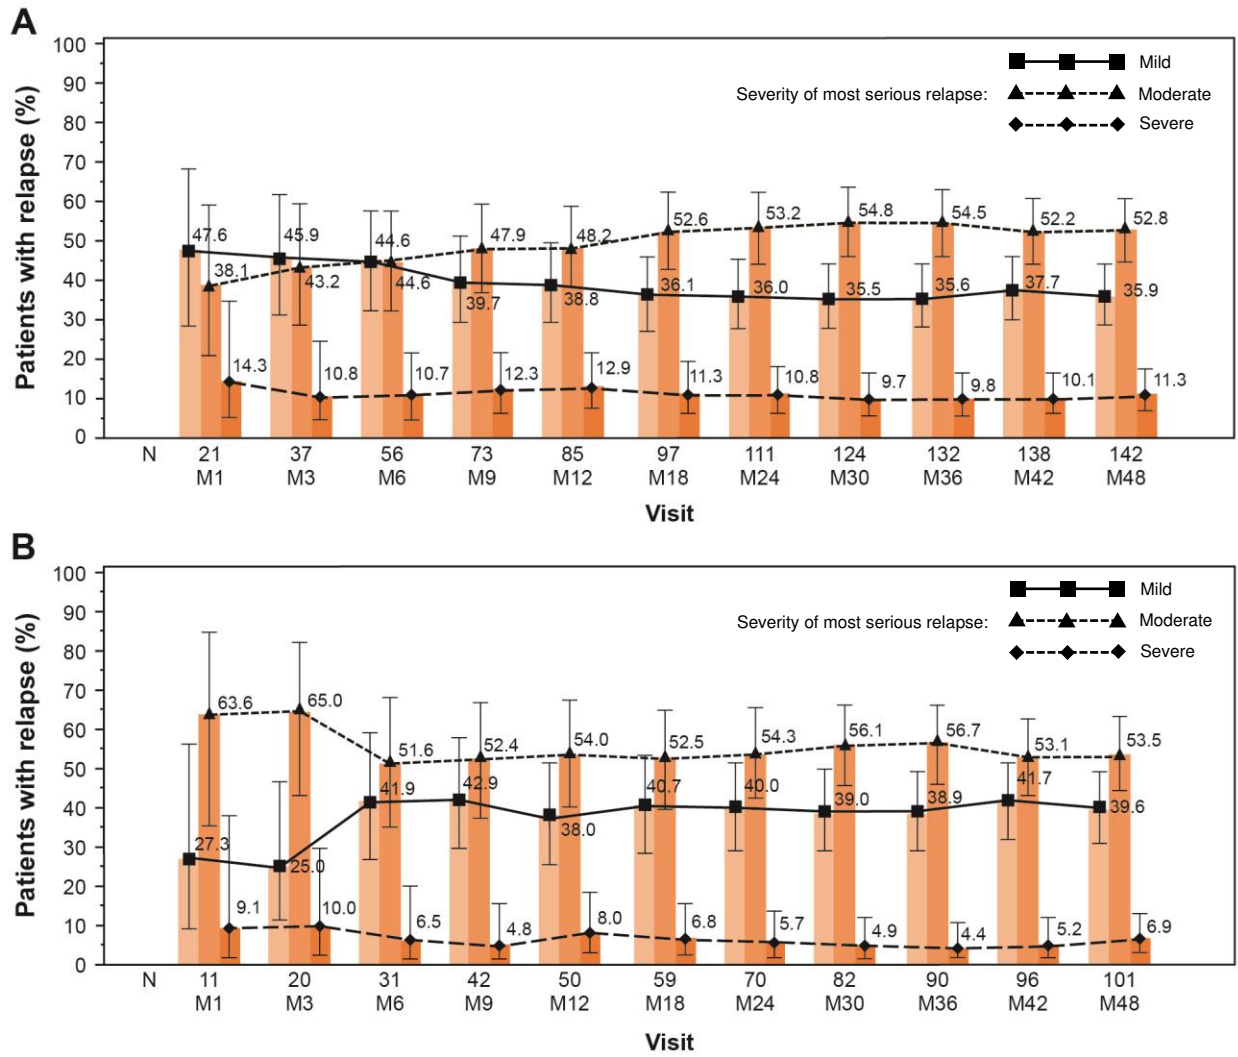 A
Patients with relapse (%)
100
90
80
70
60
50
40
30
20
10
0
Severity of most serious relapse:
Mild
Moderate
Severe
47.6 45.9 44.6 39.7 38.8 36.1 36.0 35.5 35.6 37.7 35.9
38.1 43.2 44.6 47.9 48.2 52.6 53.2 54.8 54.5 52.2 52.8
14.3 10.8 10.7 12.3 12.9 11.3 10.8 9.7 9.8 10.1 11.3
N 21 37 56 73 85 97 111 124 132 138 142
M1 M3 M6 M9 M12 M18 M24 M30 M36 M42 M48
Visit
B
Patients with relapse (%)
100
90
80
70
60
50
40
30
20
10
0
Severity of most serious relapse:
Mild
Moderate
Severe
63.6 65.0 51.6 52.4 54.0 52.5 54.3 56.1 56.7 53.1 53.5
27.3 25.0 41.9 42.9 38.0 40.7 40.0 39.0 38.9 41.7 39.6
9.1 10.0 6.5 4.8 8.0 6.8 5.7 4.9 4.4 5.2 6.9
N 11 20 31 42 50 59 70 82 90 96 101
M1 M3 M6 M9 M12 M18 M24 M30 M36 M42 M48
Visit